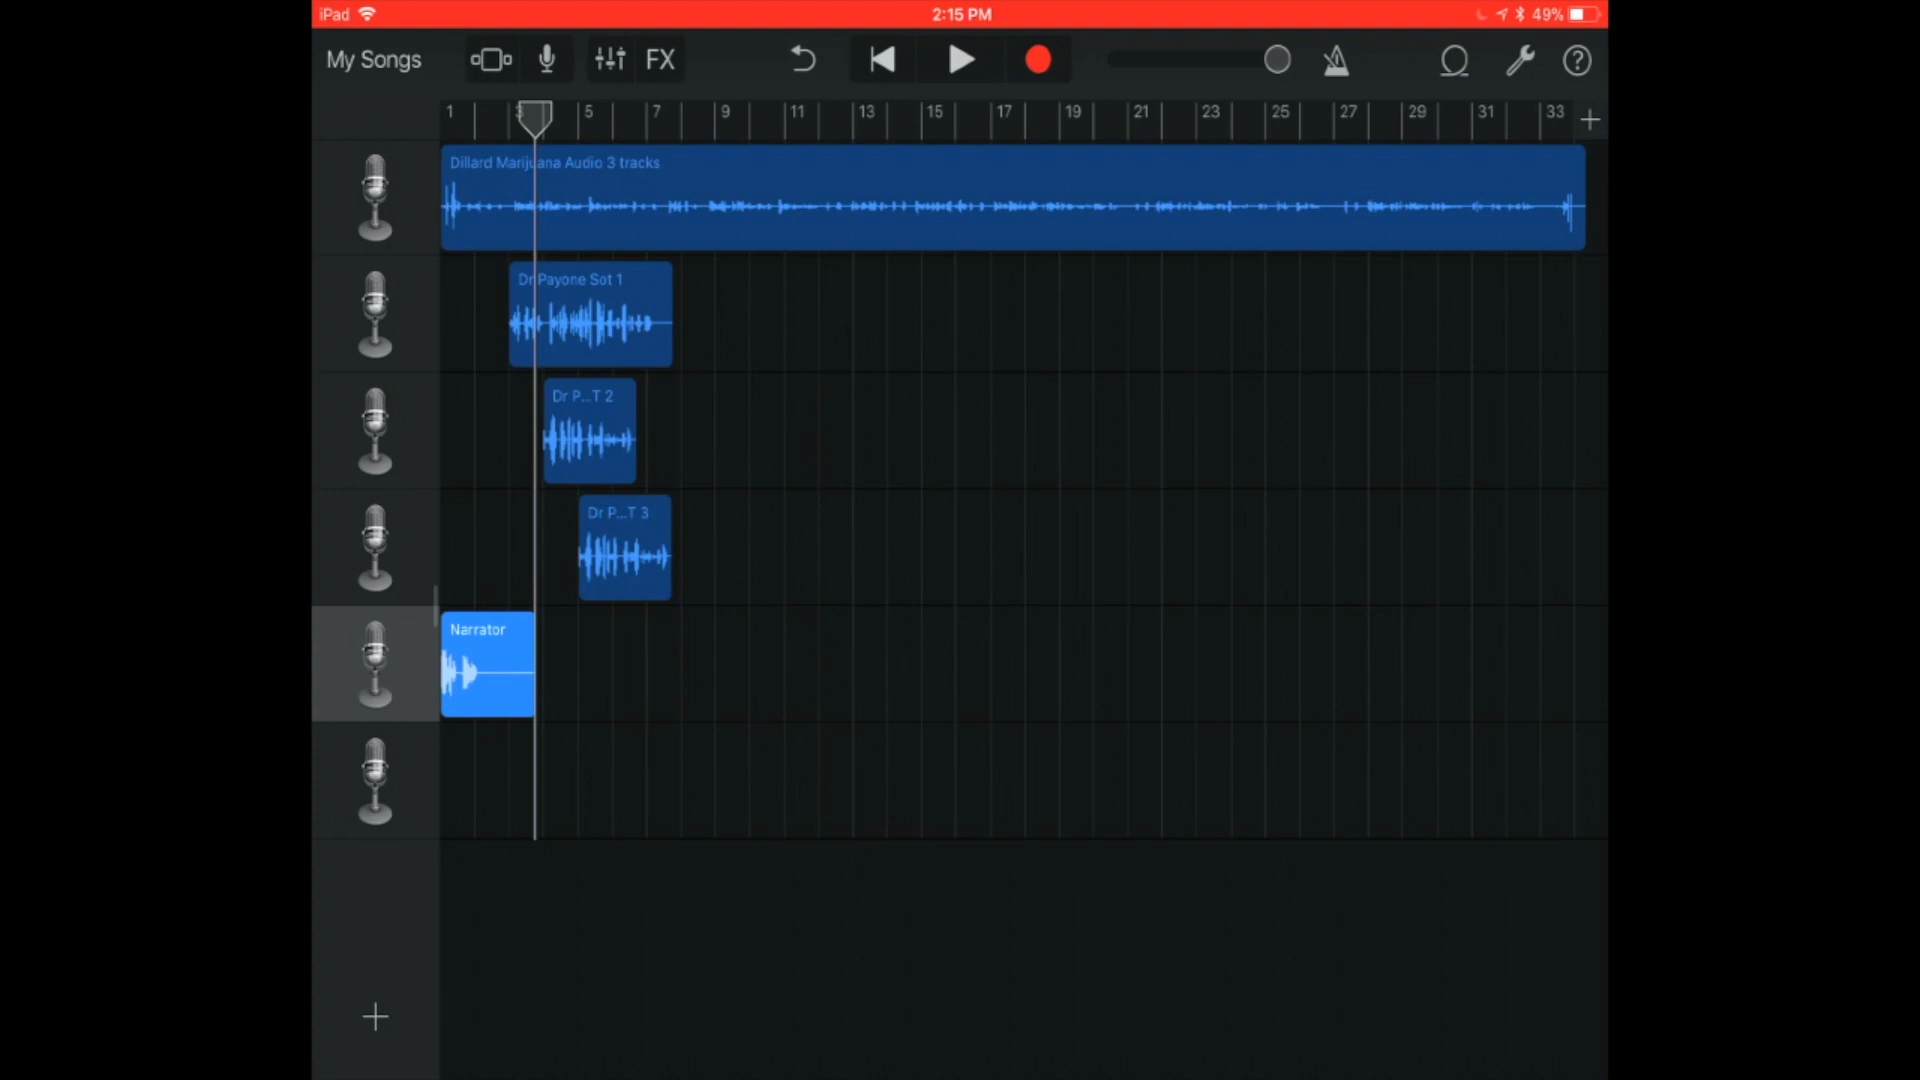 iPad 2:15 PM 49%
My Songs FX
1 3 5 7 9 11 13 15 17 19 21 23 25 27 29 31 33
Dillard Marijuana Audio 3 tracks
Dr Payone Sot 1
Dr P...T 2
Dr P...T 3
Narrator